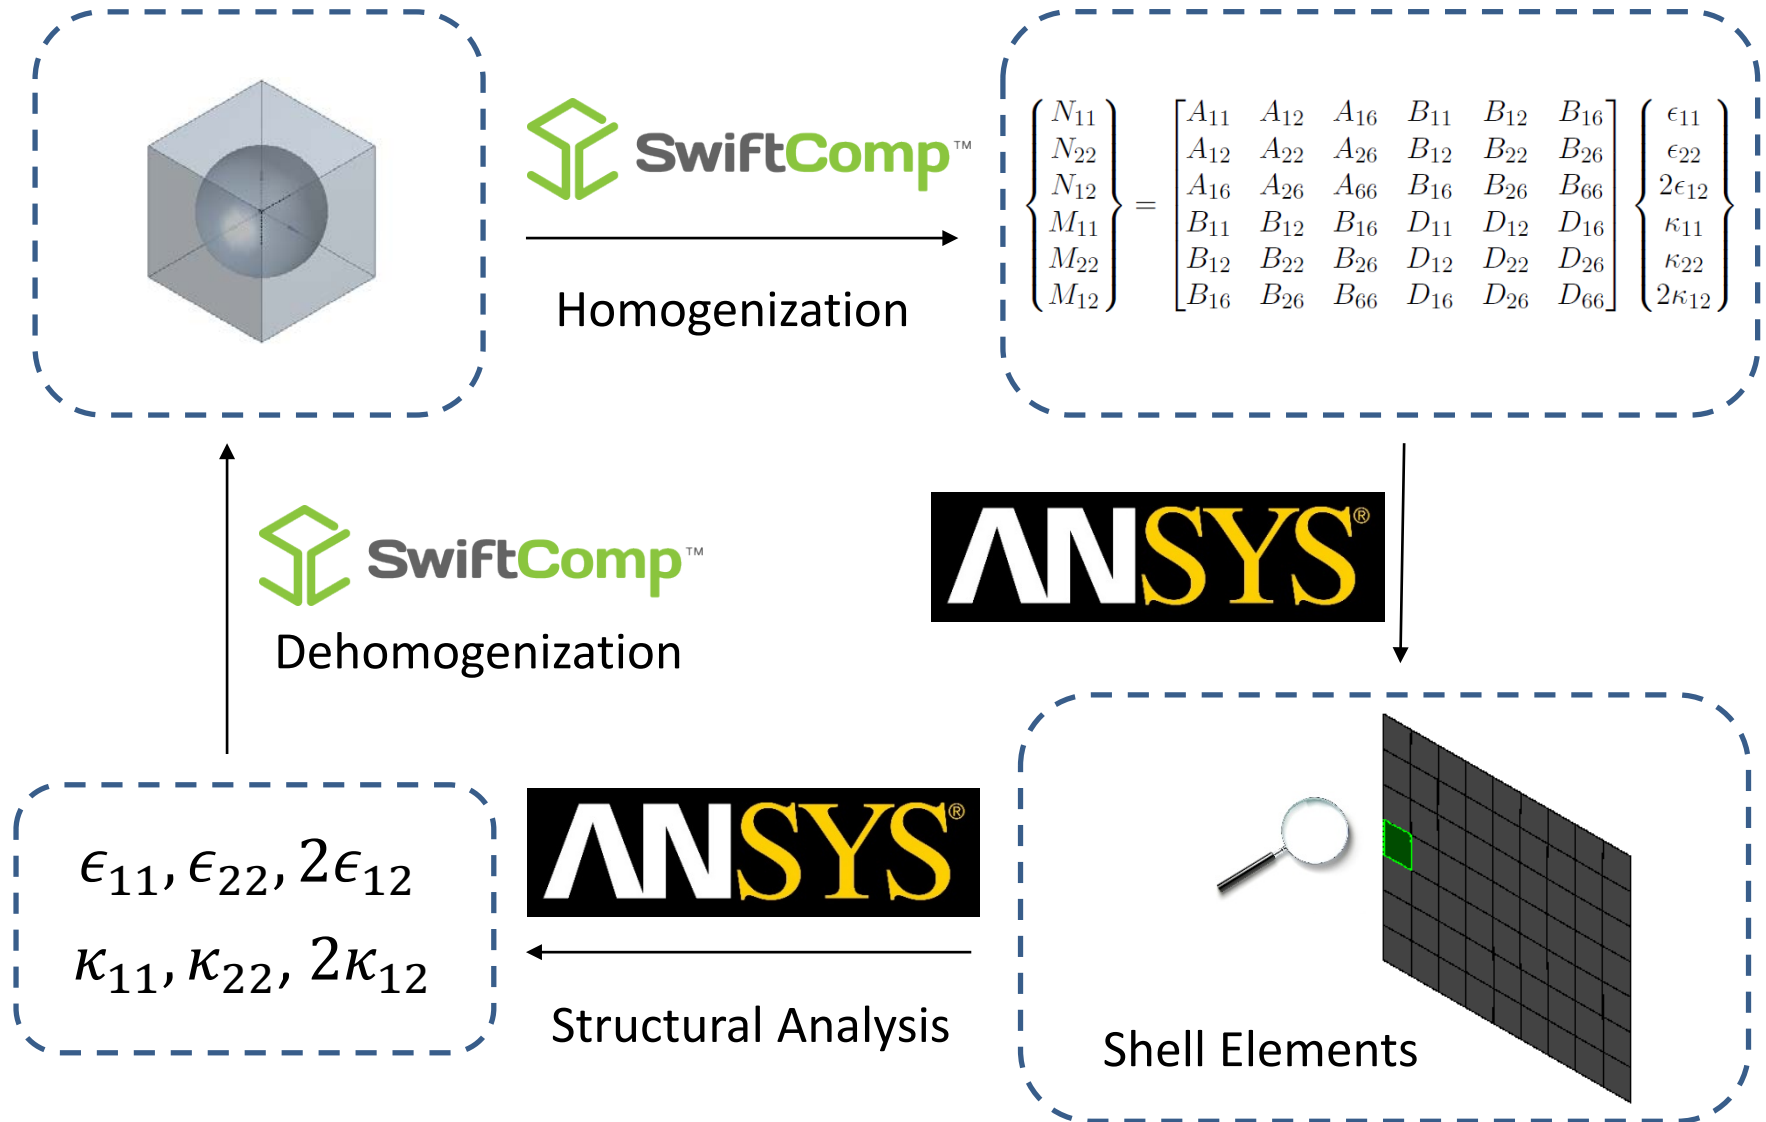 SwiftComp™
Homogenization
N₁₁ A₁₁ A₁₂ A₁₆ B₁₁ B₁₂ B₁₆ ϵ₁₁
N₂₂ A₁₂ A₂₂ A₂₆ B₁₂ B₂₂ B₂₆ ϵ₂₂
N₁₂ A₁₆ A₂₆ A₆₆ B₁₆ B₂₆ B₆₆ 2ϵ₁₂
=
M₁₁ B₁₁ B₁₂ B₁₆ D₁₁ D₁₂ D₁₆ κ₁₁
M₂₂ B₁₂ B₂₂ B₂₆ D₁₂ D₂₂ D₂₆ κ₂₂
M₁₂ B₁₆ B₂₆ B₆₆ D₁₆ D₂₆ D₆₆ 2κ₁₂
ANSYS®
Shell Elements
ANSYS®
Structural Analysis
ϵ₁₁, ϵ₂₂, 2ϵ₁₂
κ₁₁, κ₂₂, 2κ₁₂
SwiftComp™
Dehomogenization